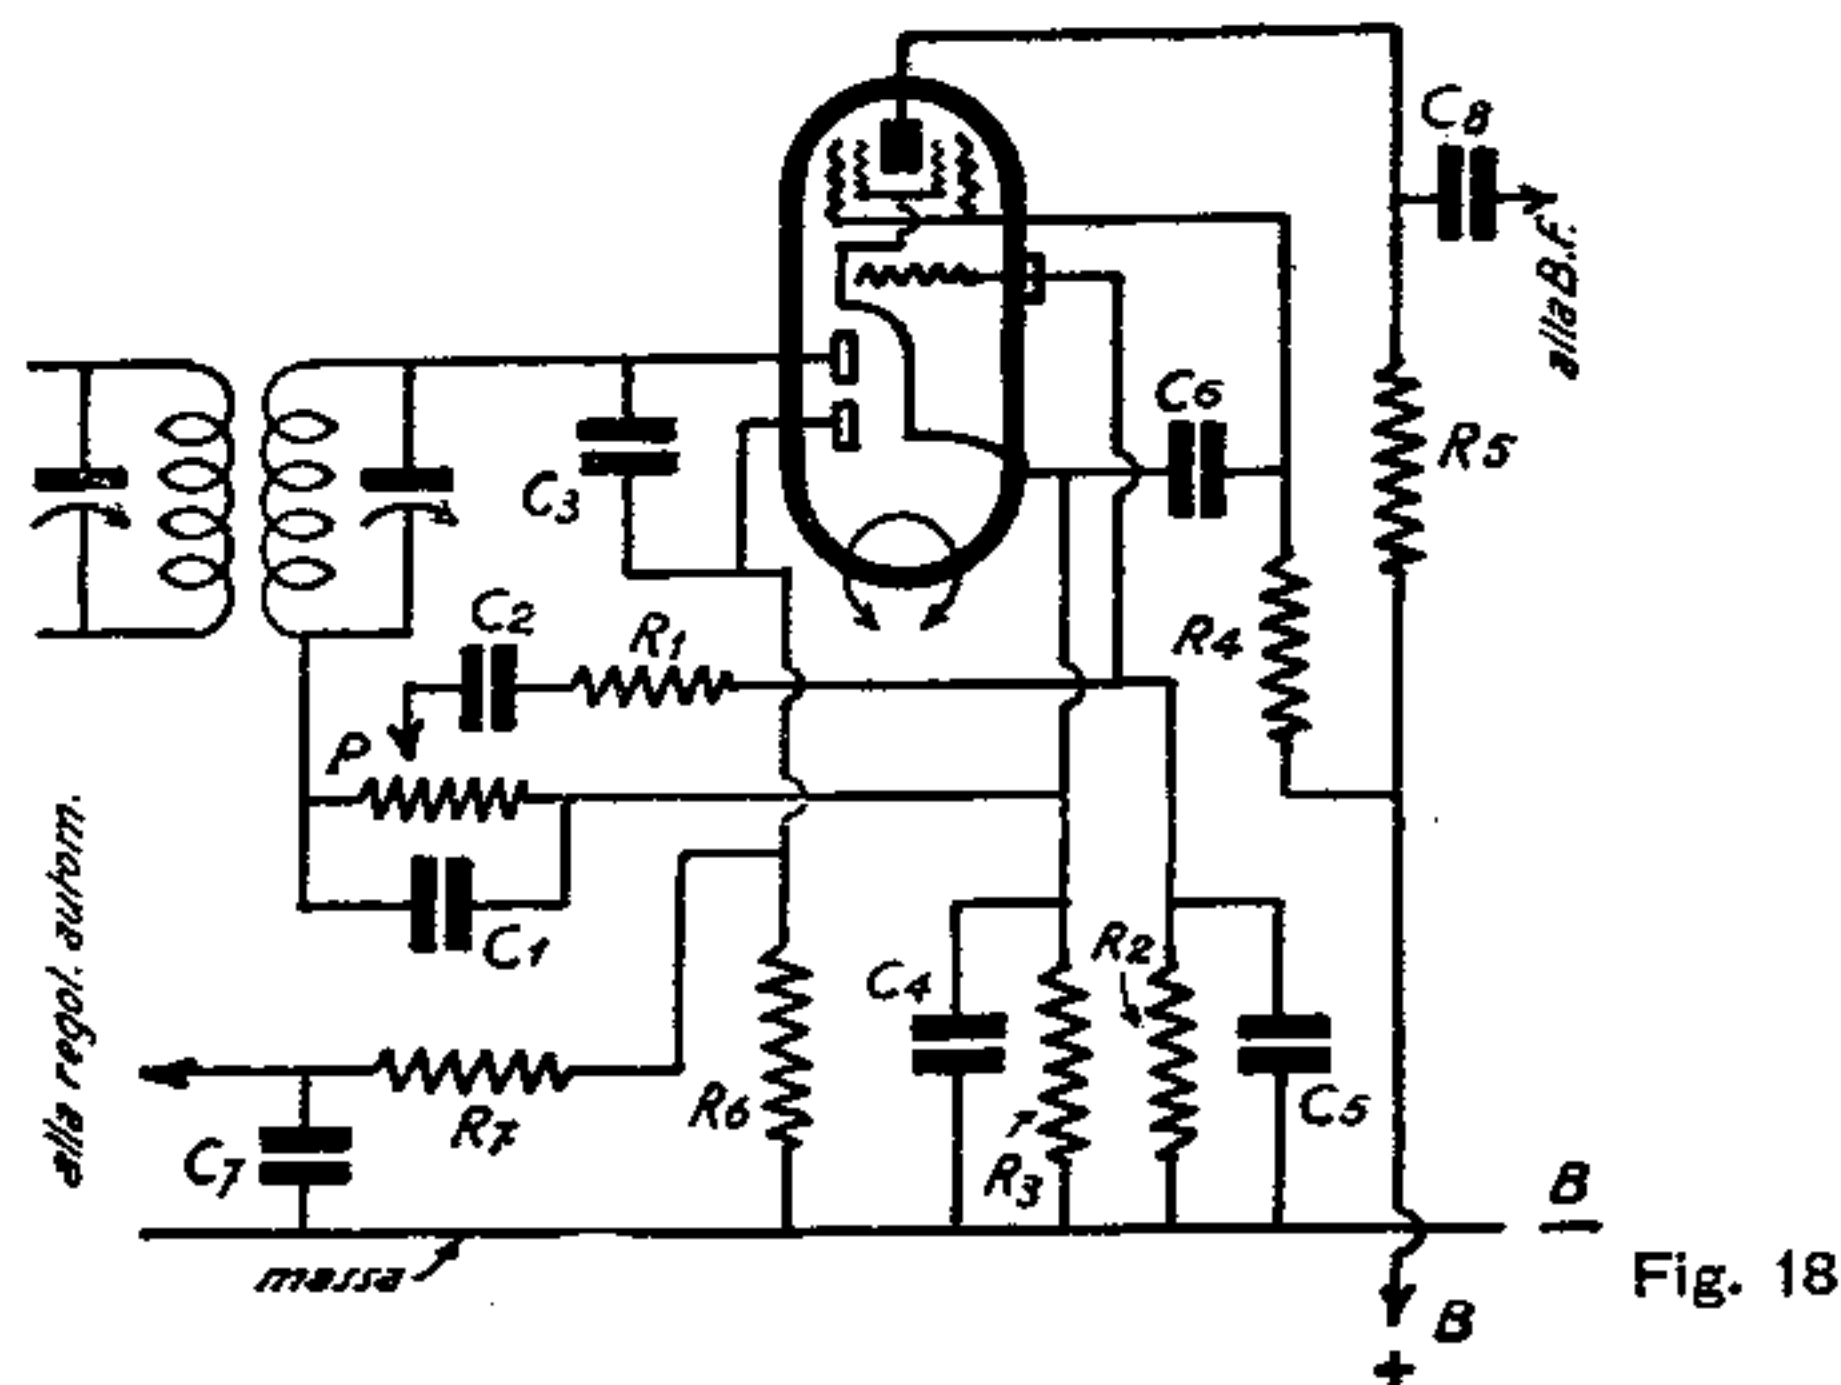 C8
alla B.f.
C6
R5
C3
C2
R1
R4
P
alla regol. autom.
C1
R2
C4
R6
R7
C5
C7
R3
B
—
massa
Fig. 18
B
+